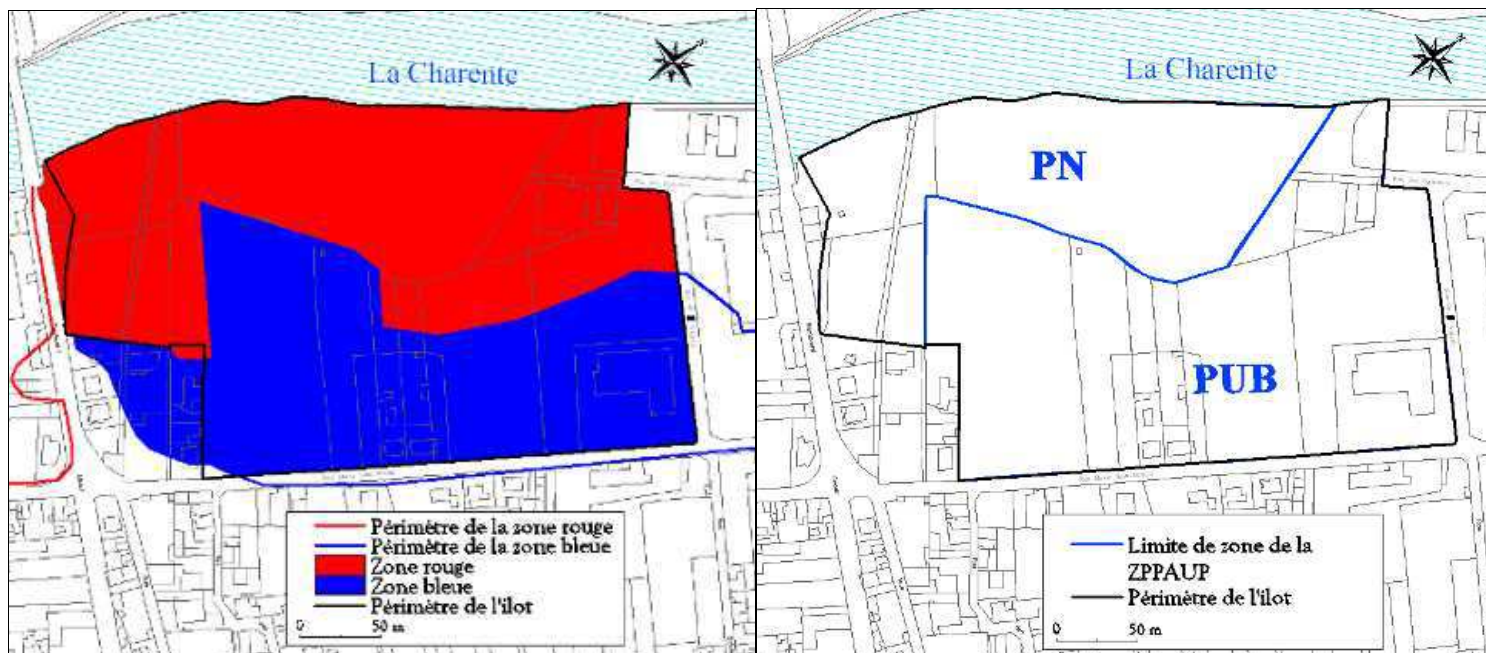 La Charente
Périmètre de la zone rouge
Périmètre de la zone bleue
Zone rouge
Zone bleue
Périmètre de l'ilot
0 50 m
La Charente
PN
PUB
Limite de zone de la
ZPPAUP
Périmètre de l'ilot
0 50 m